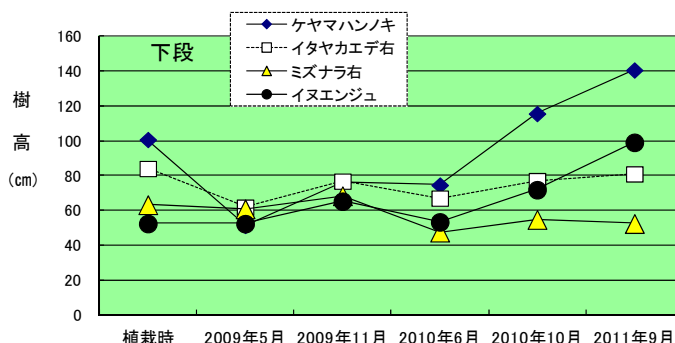 下段
ケヤマハンノキ
イタヤカエデ右
ミズナラ右
イヌエンジュ
樹高(cm)
160
140
120
100
80
60
40
20
0
植栽時 2009年5月 2009年11月 2010年6月 2010年10月 2011年9月